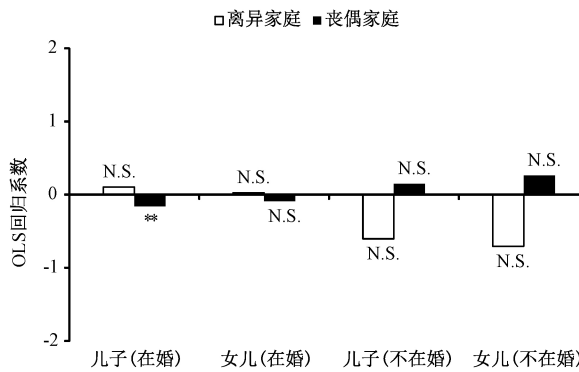 □离异家庭 ■丧偶家庭
OLS回归系数
2
1
0
-1
-2
N.S.
**
N.S.
N.S.
N.S.
N.S.
N.S.
N.S.
儿子(在婚) 女儿(在婚) 儿子(不在婚) 女儿(不在婚)